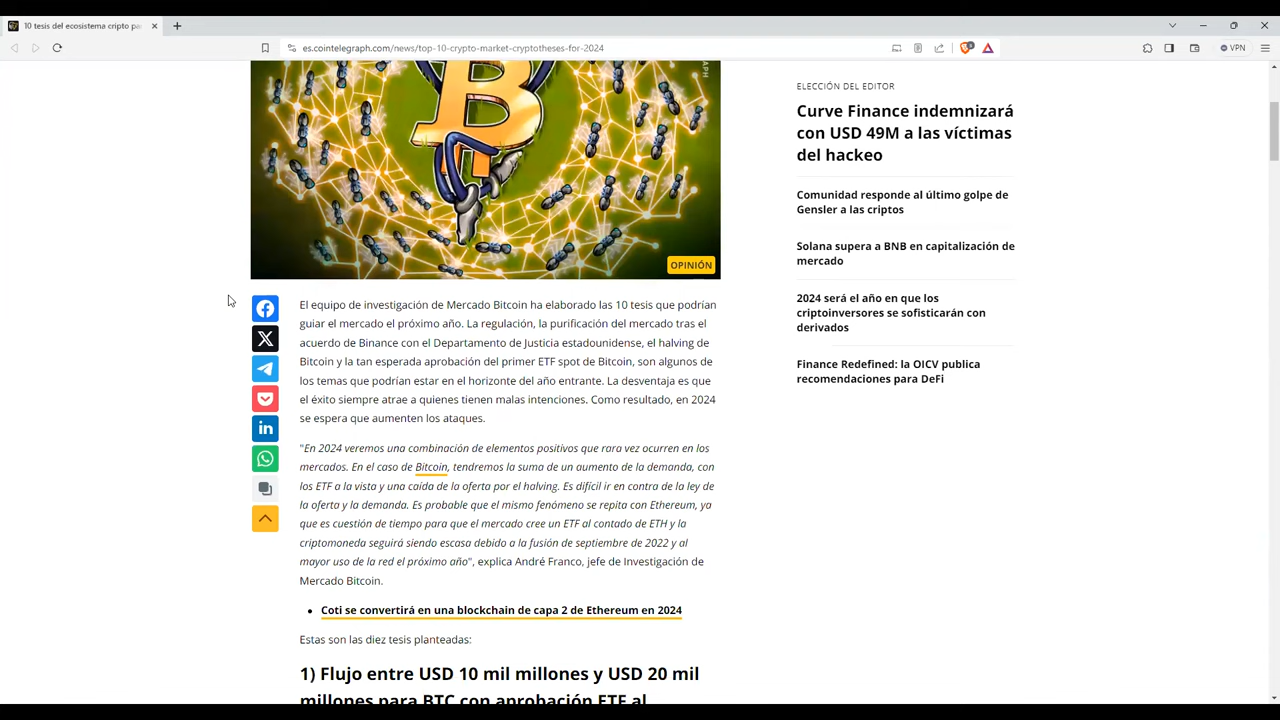 10 tesis del ecosistema cripto pa
es.cointelegraph.com/news/top-10-crypto-market-cryptotheses-for-2024
VPN
OPINIÓN
El equipo de investigación de Mercado Bitcoin ha elaborado las 10 tesis que podrían
guiar el mercado el próximo año. La regulación, la purificación del mercado tras el
acuerdo de Binance con el Departamento de Justicia estadounidense, el halving de
Bitcoin y la tan esperada aprobación del primer ETF spot de Bitcoin, son algunos de
los temas que podrían estar en el horizonte del año entrante. La desventaja es que
el éxito siempre atrae a quienes tienen malas intenciones. Como resultado, en 2024
se espera que aumenten los ataques.
"En 2024 veremos una combinación de elementos positivos que rara vez ocurren en los
mercados. En el caso de Bitcoin, tendremos la suma de un aumento de la demanda, con
los ETF a la vista y una caída de la oferta por el halving. Es difícil ir en contra de la ley de
la oferta y la demanda. Es probable que el mismo fenómeno se repita con Ethereum, ya
que es cuestión de tiempo para que el mercado cree un ETF al contado de ETH y la
criptomoneda seguirá siendo escasa debido a la fusión de septiembre de 2022 y al
mayor uso de la red el próximo año", explica André Franco, jefe de Investigación de
Mercado Bitcoin.
Coti se convertirá en una blockchain de capa 2 de Ethereum en 2024
Estas son las diez tesis planteadas:
1) Flujo entre USD 10 mil millones y USD 20 mil
millones para BTC con aprobación ETF al
ELECCIÓN DEL EDITOR
Curve Finance indemnizará
con USD 49M a las víctimas
del hackeo
Comunidad responde al último golpe de
Gensler a las criptos
Solana supera a BNB en capitalización de
mercado
2024 será el año en que los
criptoinversores se sofisticarán con
derivados
Finance Redefined: la OICV publica
recomendaciones para DeFi